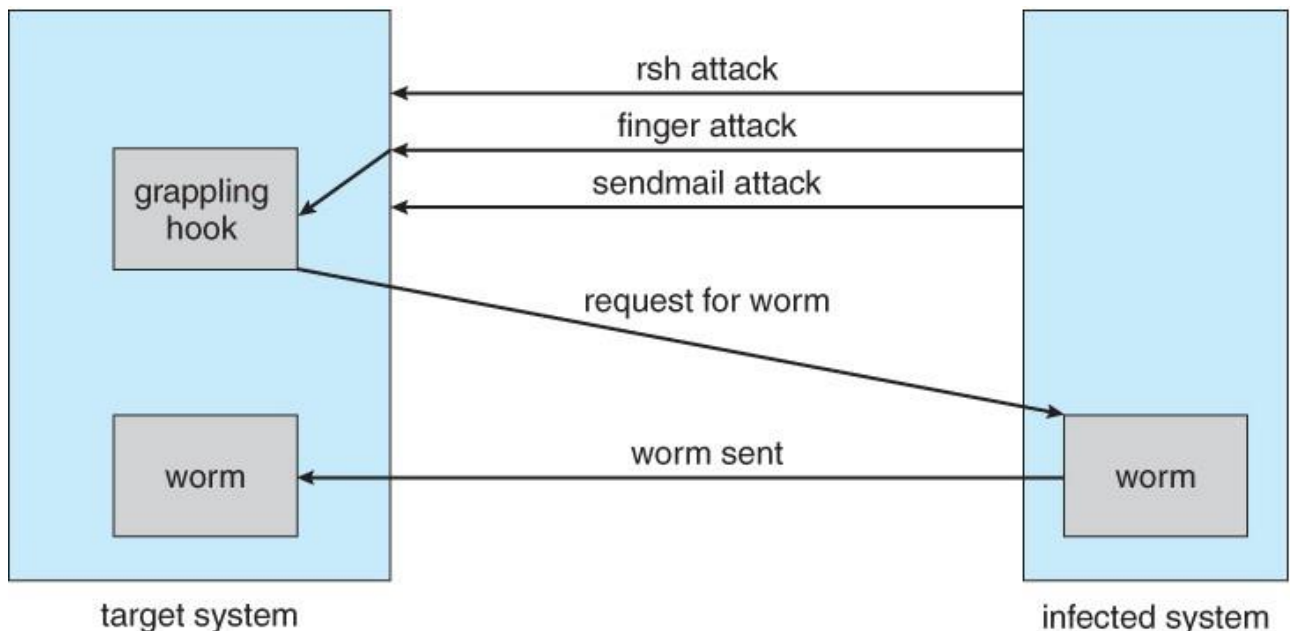 rsh attack
finger attack
sendmail attack
grappling
hook
request for worm
worm sent
worm
worm
target system
infected system